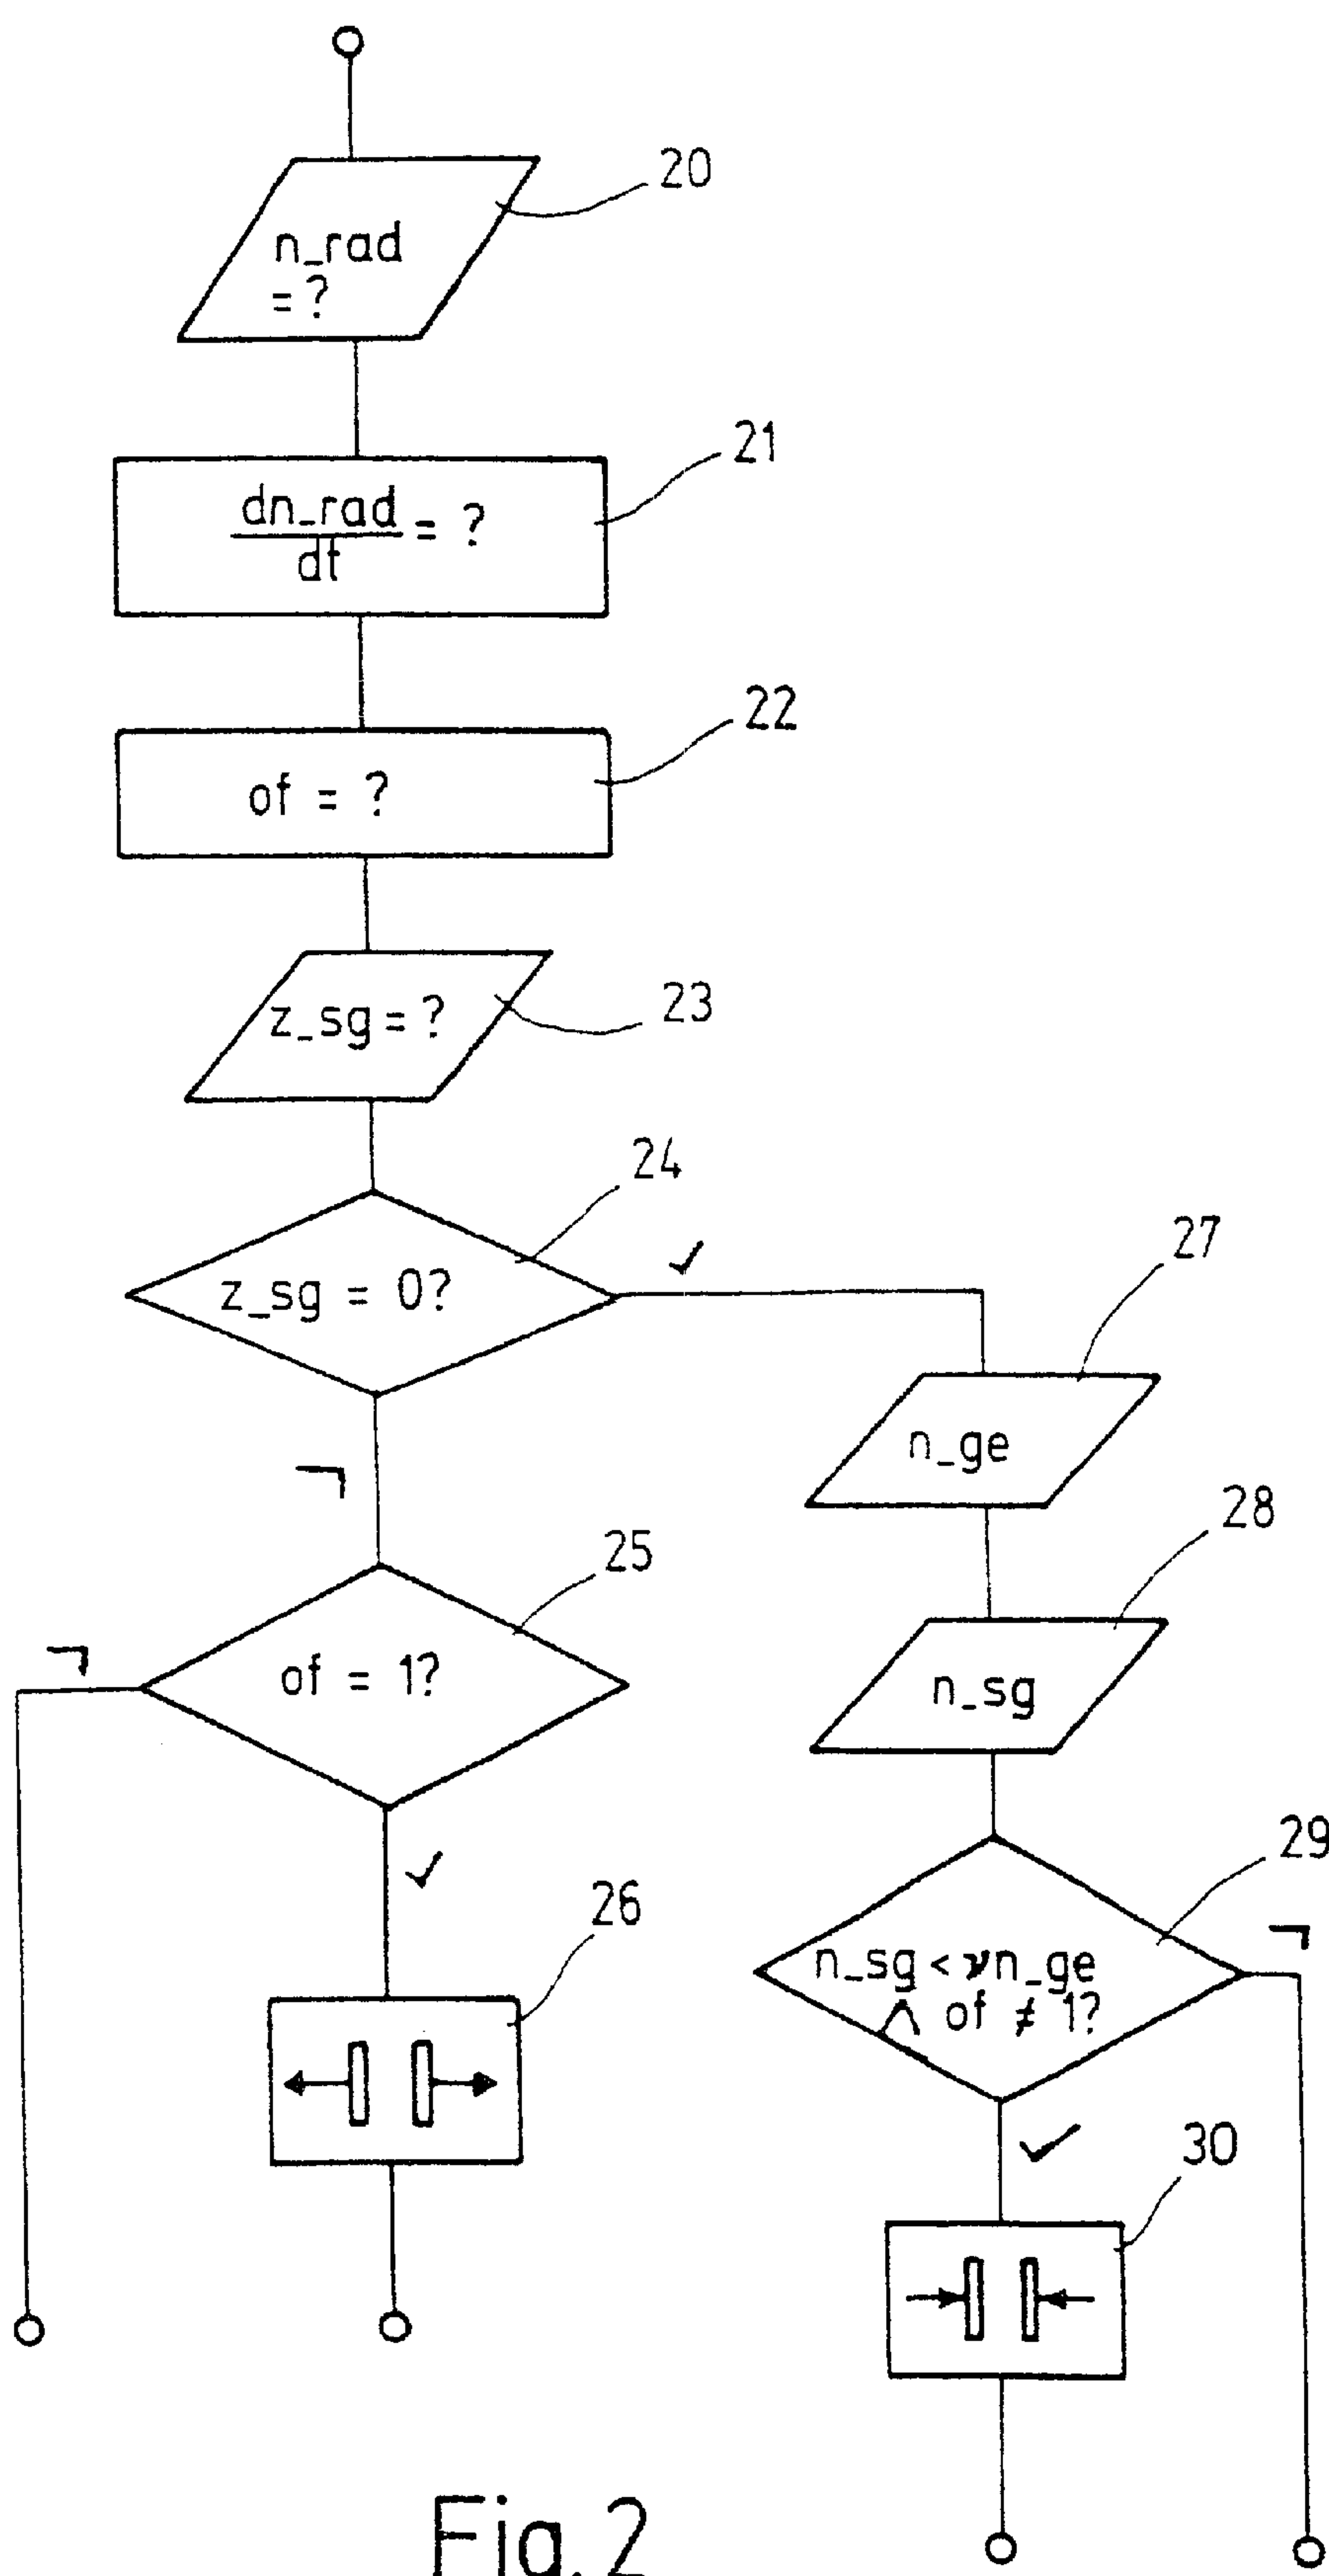 20
n_rad
= ?
21
dn_rad
dt
= ?
22
of = ?
23
z_sg = ?
24
z_sg = 0?
✓
27
n_ge
¬
28
n_sg
25
of = 1?
¬
✓
29
n_sg < νn_ge
∧ of ≠ 1?
¬
26
✓
30
Fig. 2